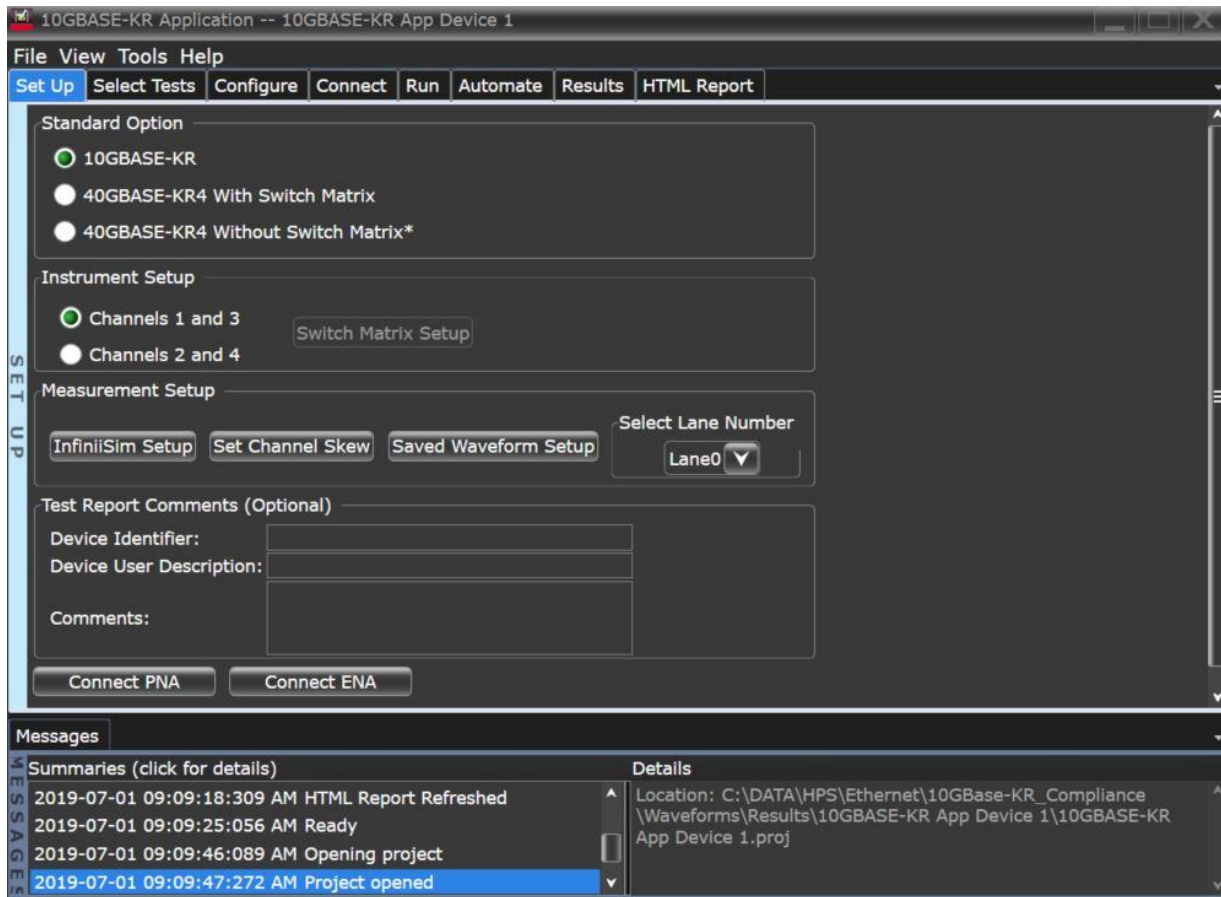 10GBASE-KR Application -- 10GBASE-KR App Device 1
File View Tools Help
Set Up Select Tests Configure Connect Run Automate Results HTML Report
SET UP
Standard Option
10GBASE-KR
40GBASE-KR4 With Switch Matrix
40GBASE-KR4 Without Switch Matrix*
Instrument Setup
Channels 1 and 3
Switch Matrix Setup
Channels 2 and 4
Measurement Setup
InfiniiSim Setup Set Channel Skew Saved Waveform Setup
Select Lane Number
Lane0
Test Report Comments (Optional)
Device Identifier:
Device User Description:
Comments:
Connect PNA Connect ENA
Messages
MESSAGES
Summaries (click for details)
2019-07-01 09:09:18:309 AM HTML Report Refreshed
2019-07-01 09:09:25:056 AM Ready
2019-07-01 09:09:46:089 AM Opening project
2019-07-01 09:09:47:272 AM Project opened
Details
Location: C:\DATA\HPS\Ethernet\10GBase-KR_Compliance
\Waveforms\Results\10GBASE-KR App Device 1\10GBASE-KR
App Device 1.proj